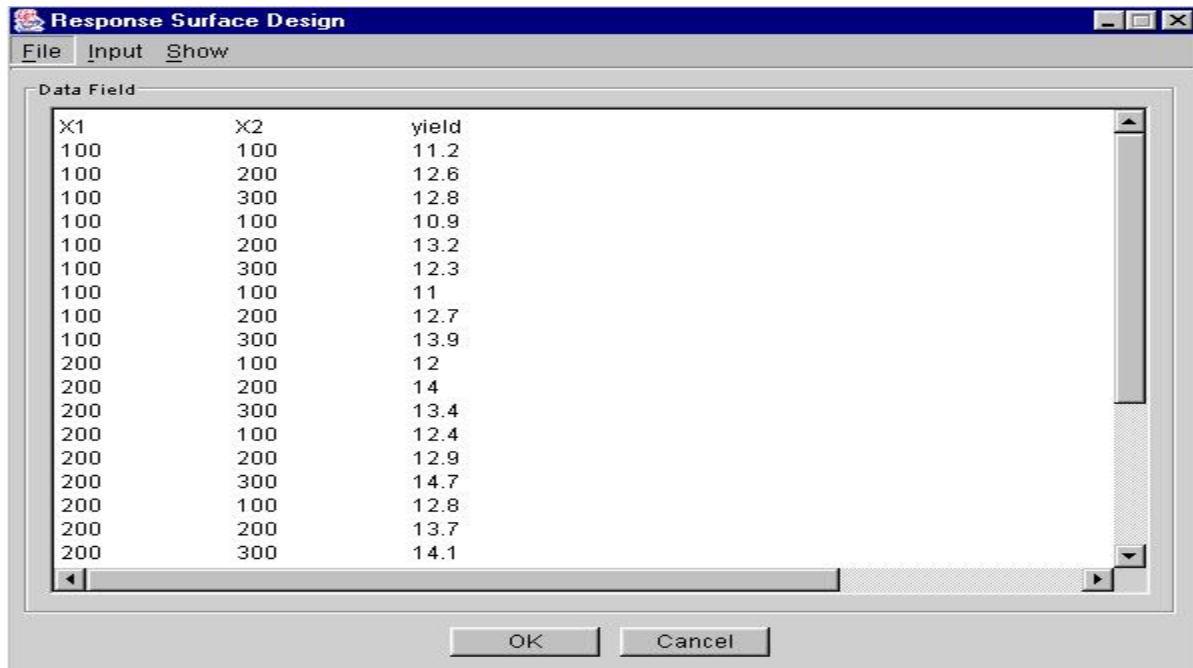 Response Surface Design
File Input Show
Data Field
X1 X2 yield
100 100 11.2
100 200 12.6
100 300 12.8
100 100 10.9
100 200 13.2
100 300 12.3
100 100 11
100 200 12.7
100 300 13.9
200 100 12
200 200 14
200 300 13.4
200 100 12.4
200 200 12.9
200 300 14.7
200 100 12.8
200 200 13.7
200 300 14.1
OK Cancel